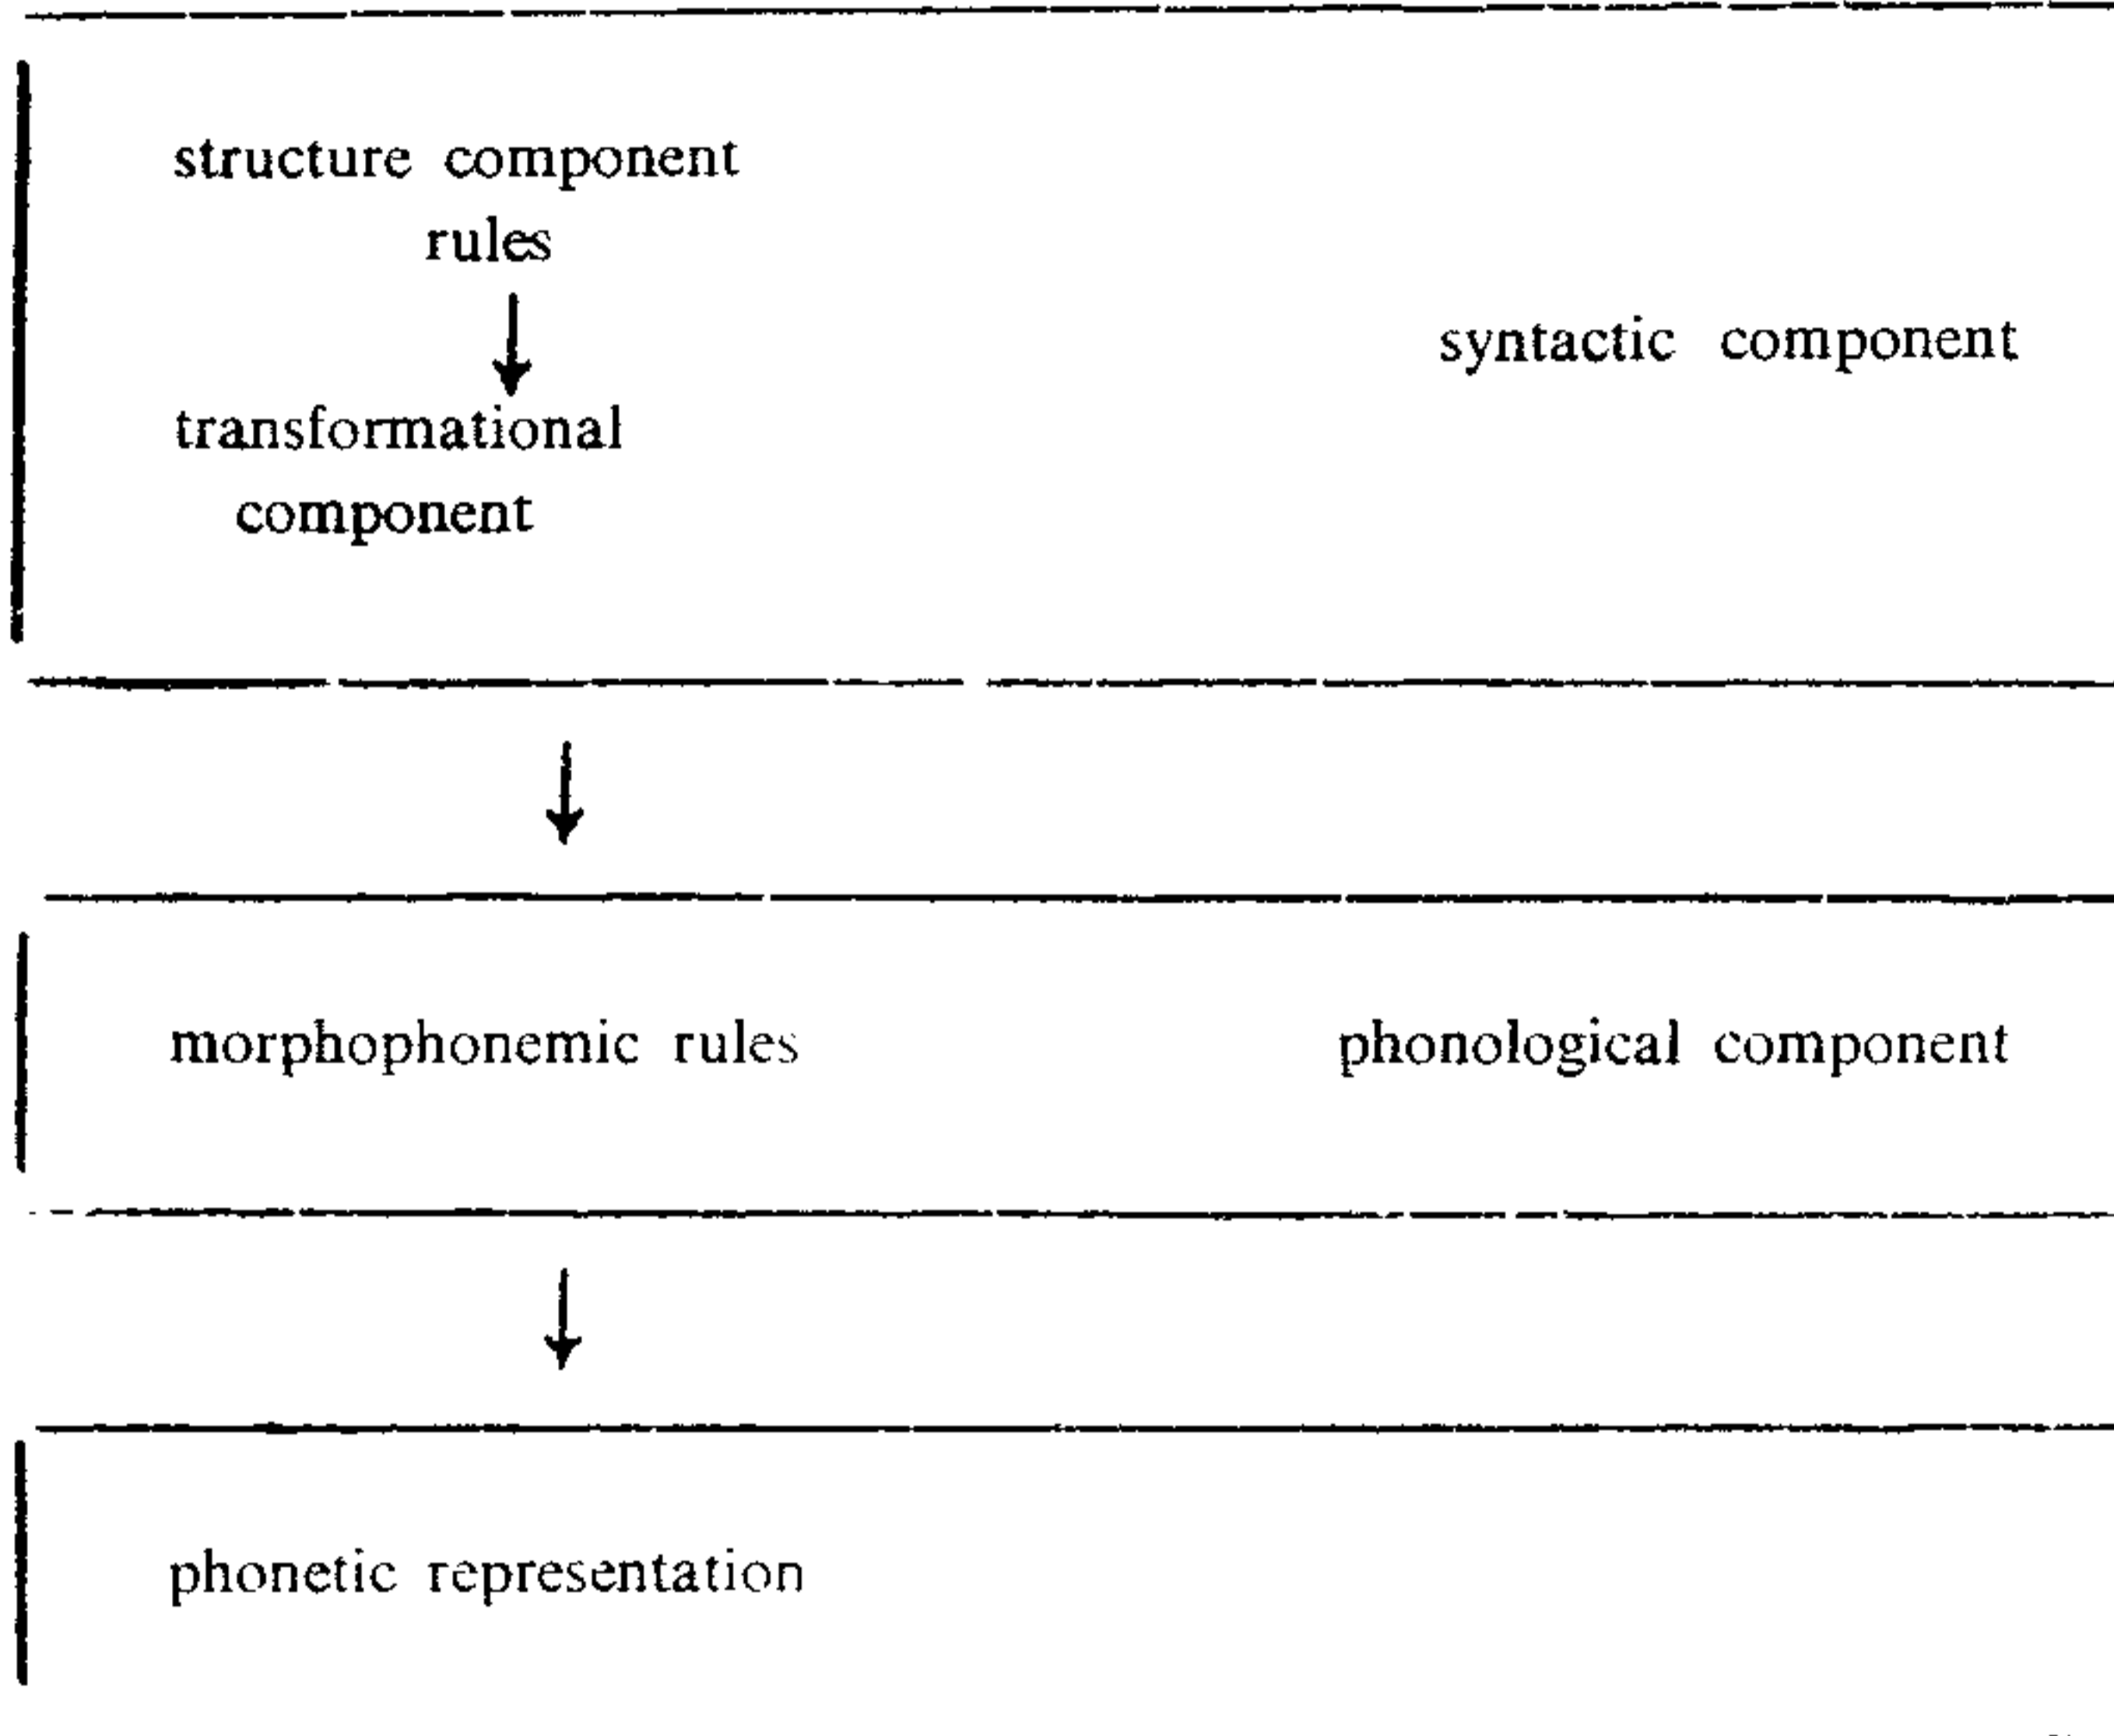 structure component
rules
syntactic component
transformational
component
morphophonemic rules
phonological component
phonetic representation